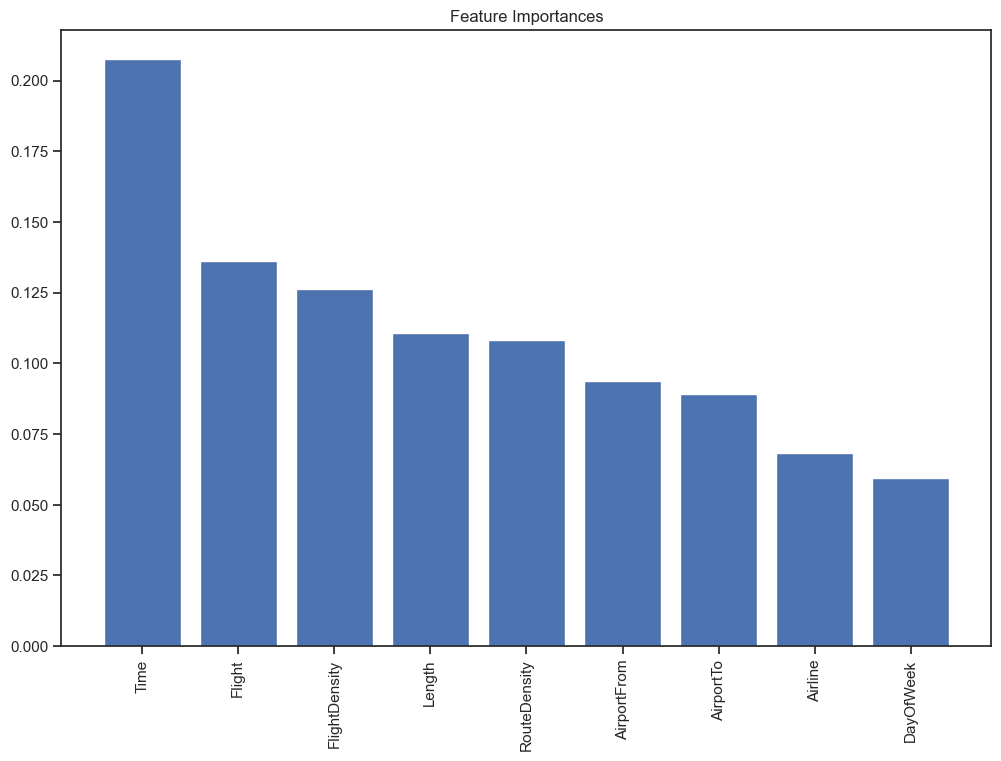 Feature Importances
0.200
0.175
0.150
0.125
0.100
0.075
0.050
0.025
0.000
Time
Flight
FlightDensity
Length
RouteDensity
AirportFrom
AirportTo
Airline
DayOfWeek